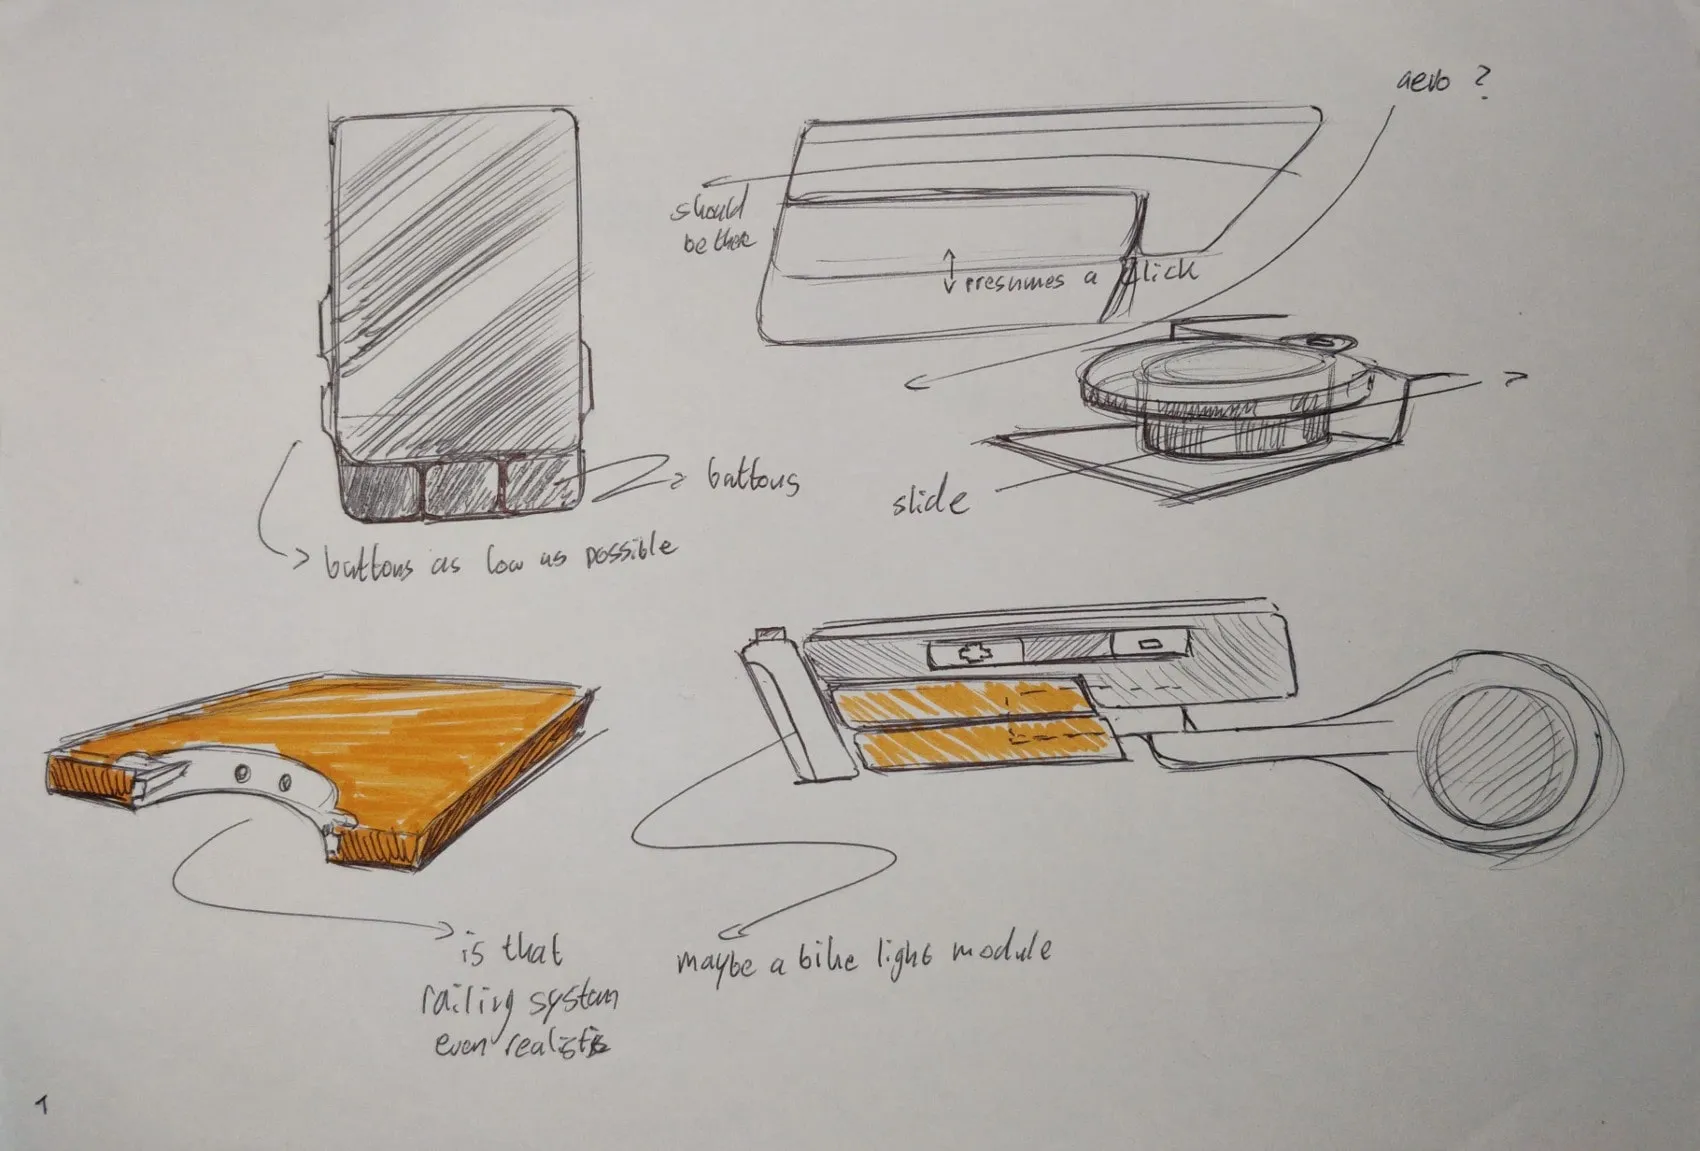 aero ?
should
be there
presumes a click
buttons
slide
buttons as low as possible
is that
railing system
even realistic
maybe a bike light module
1